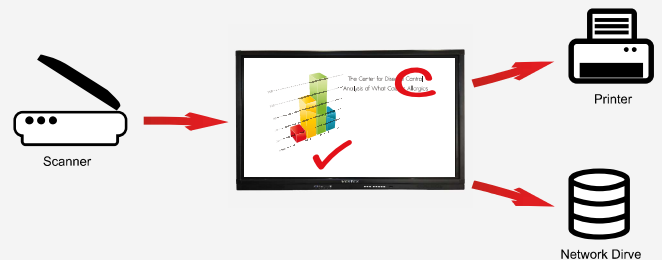 Scanner
The Center for Disease Control
Analysis of What Causes Allergies
Printer
Network Dirve